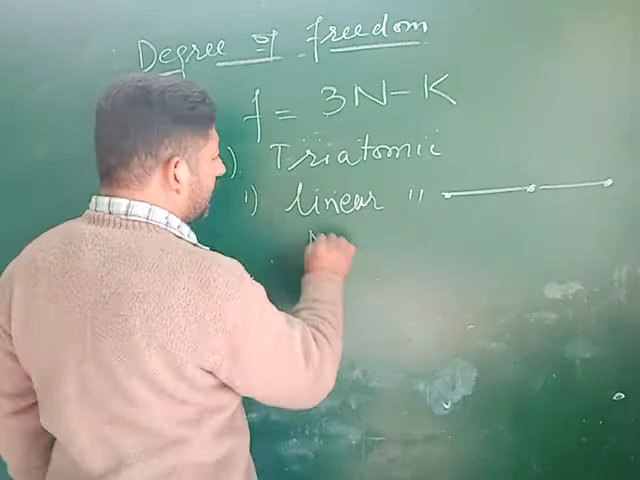 Degree of freedom
f = 3N - K
). Triatomic
1) linear "
N